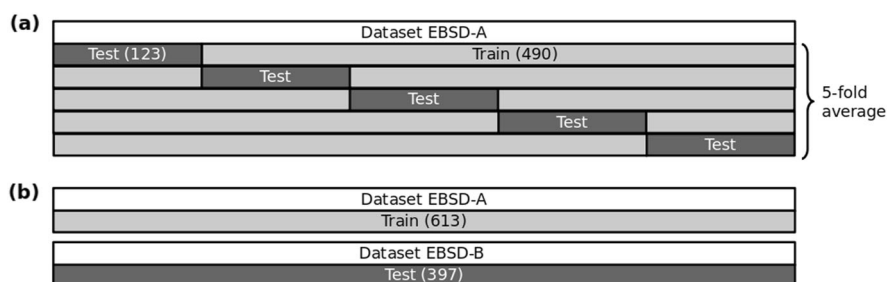 (a)
Dataset EBSD-A
Test (123) Train (490)
Test
Test
Test
Test
5-fold
average
(b)
Dataset EBSD-A
Train (613)
Dataset EBSD-B
Test (397)